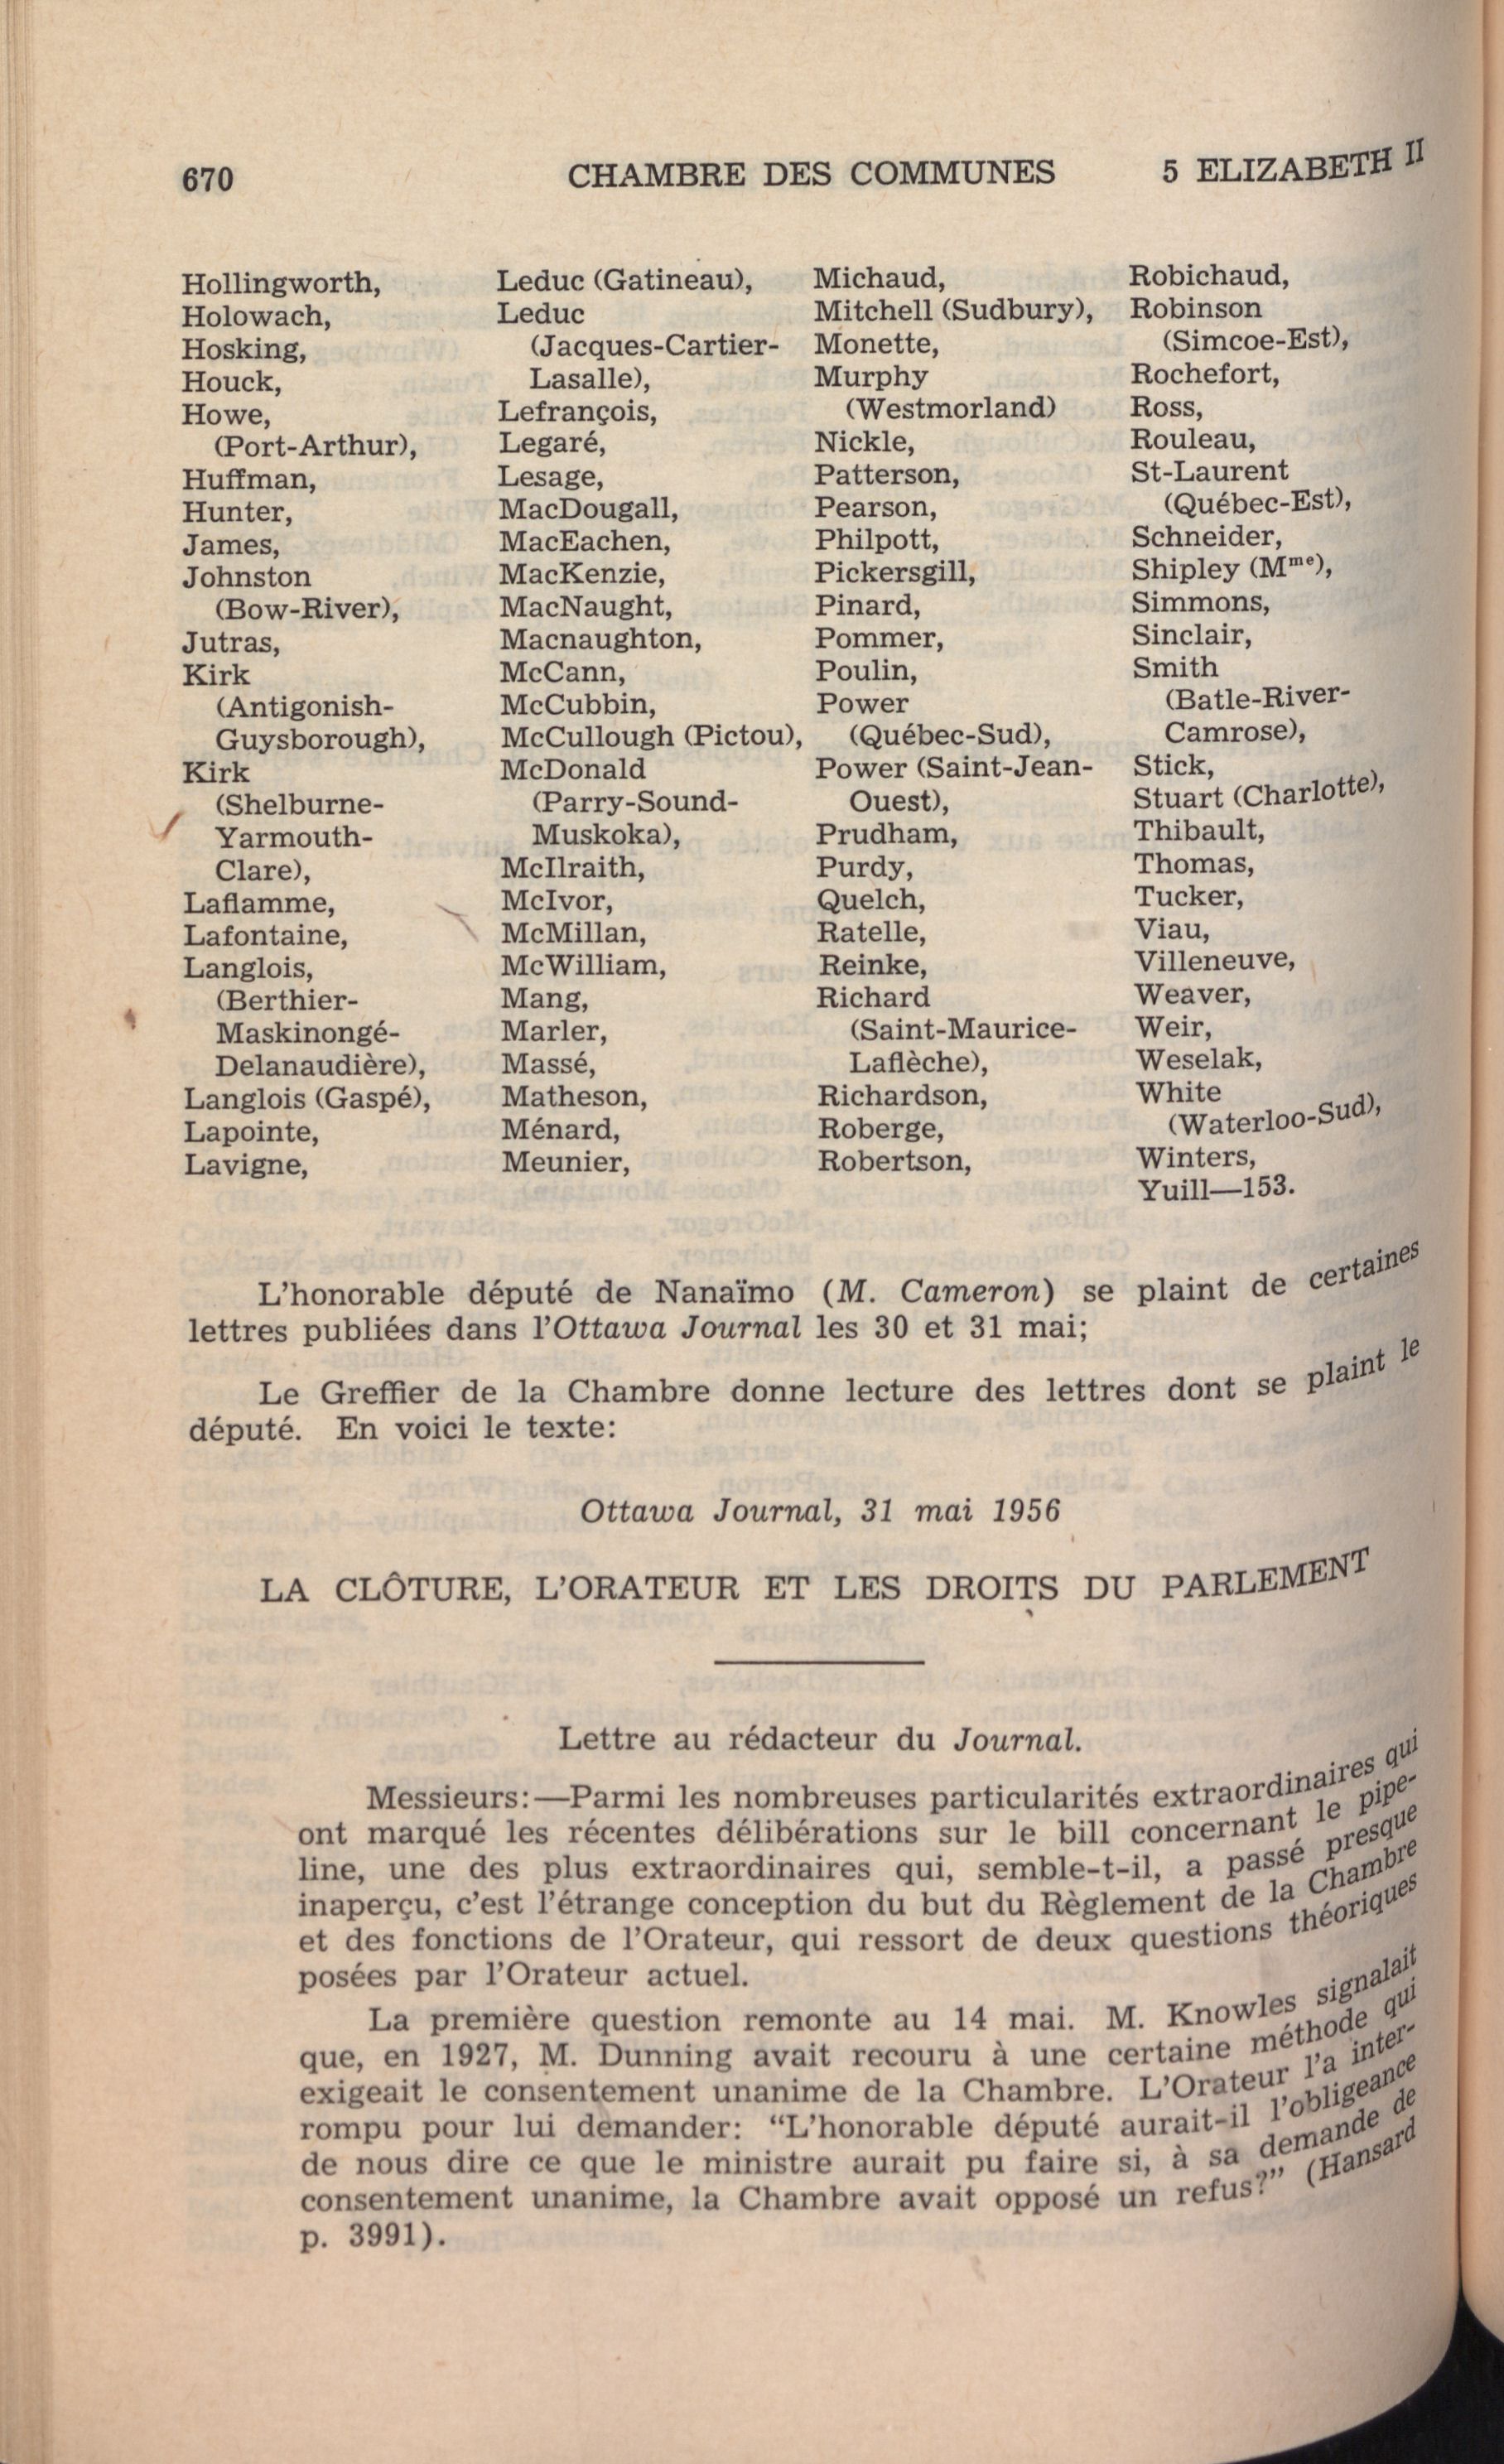 670 CHAMBRE DES COMMUNES 5 ELIZABETH II
Hollingworth,
Holowach,
Hosking,
Houck,
Howe,
(Port-Arthur),
Huffman,
Hunter,
James,
Johnston
(Bow-River),
Jutras,
Kirk
(Antigonish-
Guysborough),
Kirk
(Shelburne-
Yarmouth-
Clare),
Laflamme,
Lafontaine,
Langlois,
(Berthier-
Maskinongé-
Delanaudière),
Langlois (Gaspé),
Lapointe,
Lavigne,
Leduc (Gatineau),
Leduc
(Jacques-Cartier-
Lasalle),
Lefrançois,
Legaré,
Lesage,
MacDougall,
MacEachen,
MacKenzie,
MacNaught,
Macnaughton,
McCann,
McCubbin,
McCullough (Pictou),
McDonald
(Parry-Sound-
Muskoka),
McIlraith,
McIvor,
McMillan,
McWilliam,
Mang,
Marler,
Massé,
Matheson,
Ménard,
Meunier,
Michaud,
Mitchell (Sudbury),
Monette,
Murphy
(Westmorland)
Nickle,
Patterson,
Pearson,
Philpott,
Pickersgill,
Pinard,
Pommer,
Poulin,
Power
(Québec-Sud),
Power (Saint-Jean-
Ouest),
Prudham,
Purdy,
Quelch,
Ratelle,
Reinke,
Richard
(Saint-Maurice-
Laflèche),
Richardson,
Roberge,
Robertson,
Robichaud,
Robinson
(Simcoe-Est),
Rochefort,
Ross,
Rouleau,
St-Laurent
(Québec-Est),
Schneider,
Shipley (Mme),
Simmons,
Sinclair,
Smith
(Batle-River-
Camrose),
Stick,
Stuart (Charlotte),
Thibault,
Thomas,
Tucker,
Viau,
Villeneuve,
Weaver,
Weir,
Weselak,
White
(Waterloo-Sud),
Winters,
Yuill—153.
L'honorable député de Nanaïmo (M. Cameron) se plaint de certaines
lettres publiées dans l'Ottawa Journal les 30 et 31 mai;
Le Greffier de la Chambre donne lecture des lettres dont se plaint le
député. En voici le texte:
Ottawa Journal, 31 mai 1956
LA CLÔTURE, L'ORATEUR ET LES DROITS DU PARLEMENT
Lettre au rédacteur du Journal.
Messieurs:—Parmi les nombreuses particularités extraordinaires qui
ont marqué les récentes délibérations sur le bill concernant le pipe-
line, une des plus extraordinaires qui, semble-t-il, a passé presque
inaperçu, c'est l'étrange conception du but du Règlement de la Chambre
et des fonctions de l'Orateur, qui ressort de deux questions théoriques
posées par l'Orateur actuel.
La première question remonte au 14 mai. M. Knowles signalait
que, en 1927, M. Dunning avait recouru à une certaine méthode qui
exigeait le consentement unanime de la Chambre. L'Orateur l'a inter-
rompu pour lui demander: "L'honorable député aurait-il l'obligeance
de nous dire ce que le ministre aurait pu faire si, à sa demande de
consentement unanime, la Chambre avait opposé un refus?" (Hansard
p. 3991).